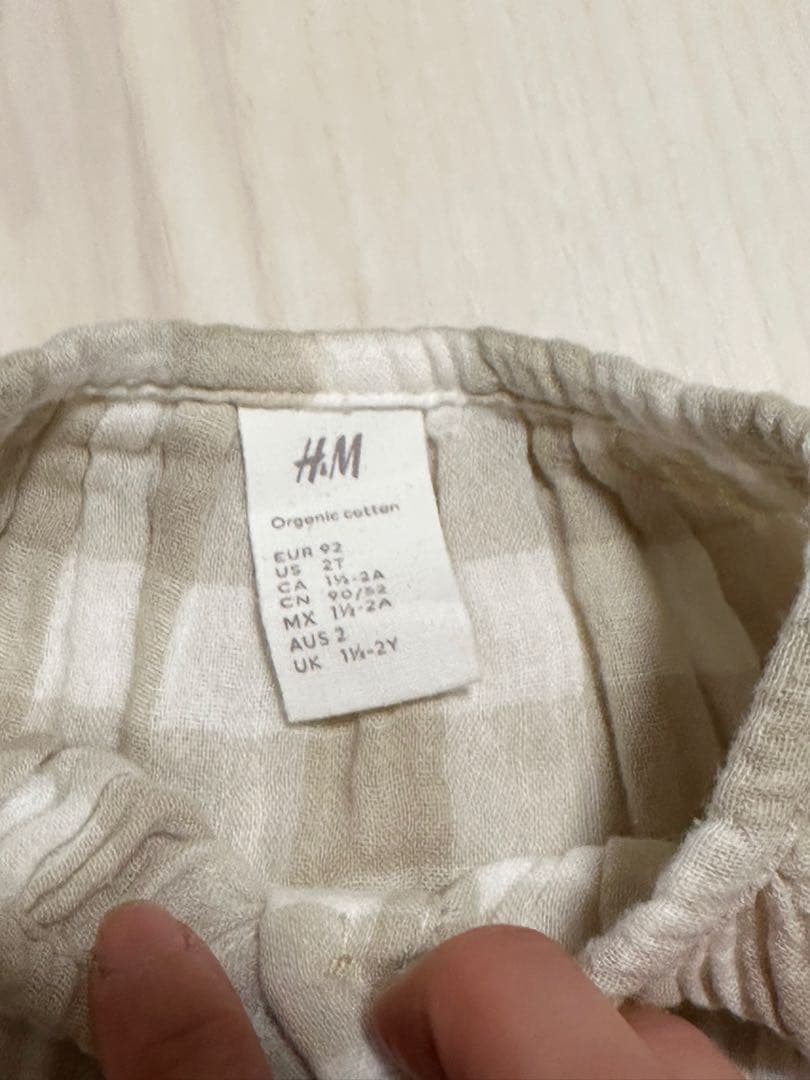 H&M
Organic cotton
EUR 92
US 2T
CA 1½-2A
CN 90/52
MX 1½-2A
AUS 2
UK 1½-2Y